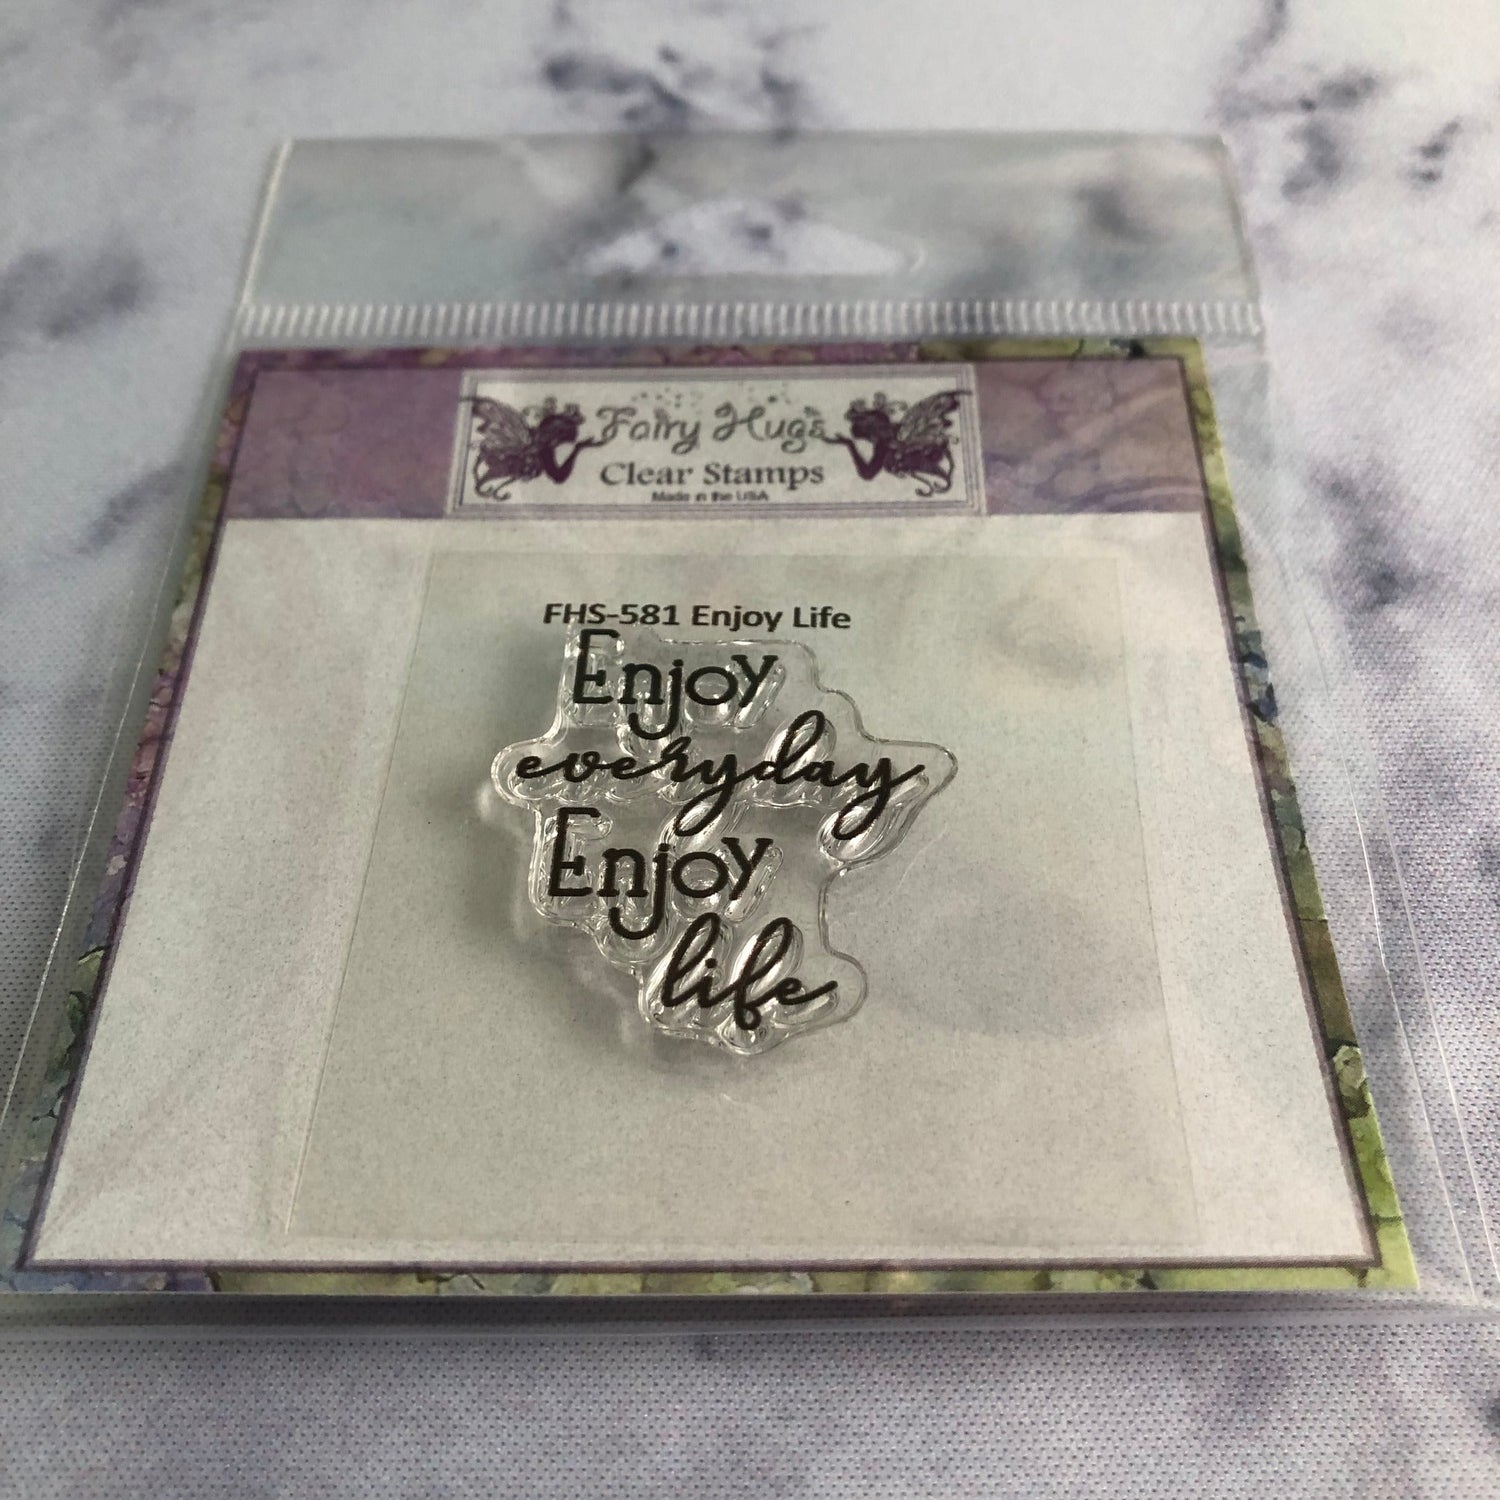 Fairy Hugs
Clear Stamps
Made in the USA
FHS-581 Enjoy Life
Enjoy
everyday
Enjoy
life